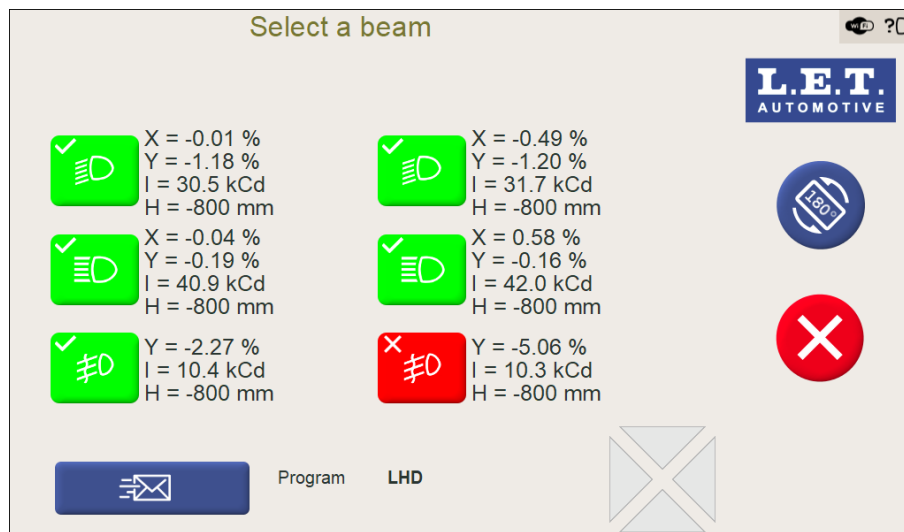 Select a beam
WiFi ?
L.E.T.
AUTOMOTIVE
X = -0.01 %
Y = -1.18 %
I = 30.5 kCd
H = -800 mm
X = -0.49 %
Y = -1.20 %
I = 31.7 kCd
H = -800 mm
180°
X = -0.04 %
Y = -0.19 %
I = 40.9 kCd
H = -800 mm
X = 0.58 %
Y = -0.16 %
I = 42.0 kCd
H = -800 mm
Y = -2.27 %
I = 10.4 kCd
H = -800 mm
Y = -5.06 %
I = 10.3 kCd
H = -800 mm
Program LHD